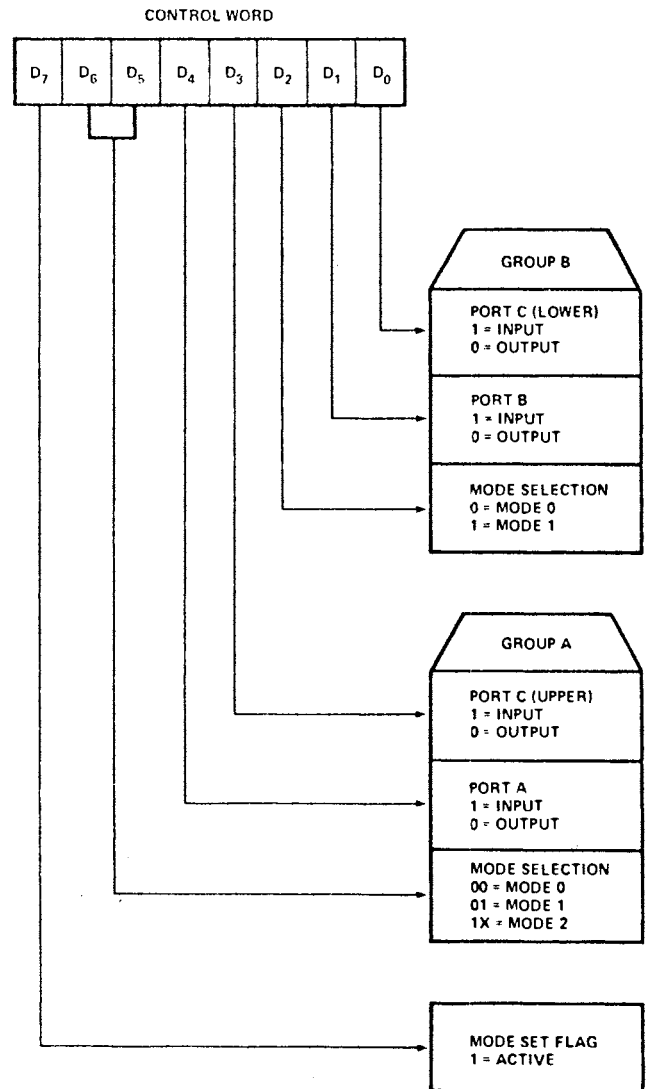 CONTROL WORD
D7 D6 D5 D4 D3 D2 D1 D0
GROUP B
PORT C (LOWER)
1 = INPUT
0 = OUTPUT
PORT B
1 = INPUT
0 = OUTPUT
MODE SELECTION
0 = MODE 0
1 = MODE 1
GROUP A
PORT C (UPPER)
1 = INPUT
0 = OUTPUT
PORT A
1 = INPUT
0 = OUTPUT
MODE SELECTION
00 = MODE 0
01 = MODE 1
1X = MODE 2
MODE SET FLAG
1 = ACTIVE